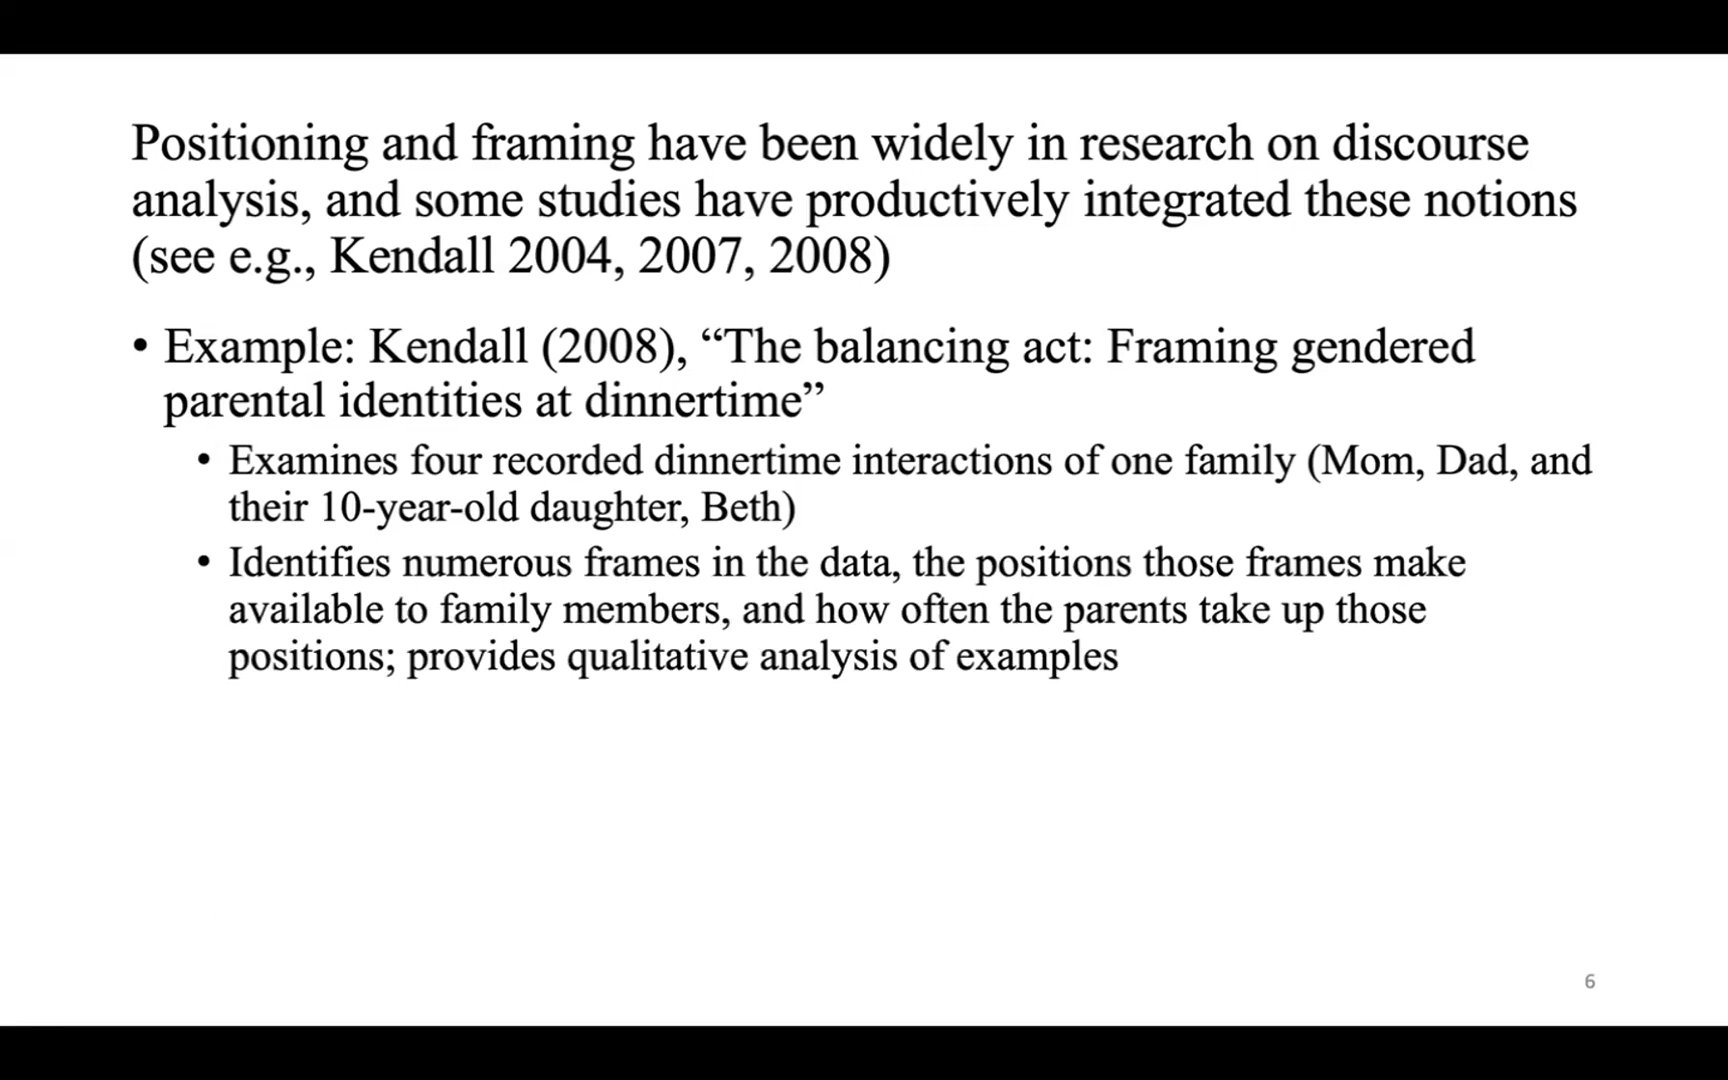 Positioning and framing have been widely in research on discourse
analysis, and some studies have productively integrated these notions
(see e.g., Kendall 2004, 2007, 2008)
• Example: Kendall (2008), “The balancing act: Framing gendered
parental identities at dinnertime”
• Examines four recorded dinnertime interactions of one family (Mom, Dad, and
their 10-year-old daughter, Beth)
• Identifies numerous frames in the data, the positions those frames make
available to family members, and how often the parents take up those
positions; provides qualitative analysis of examples
6